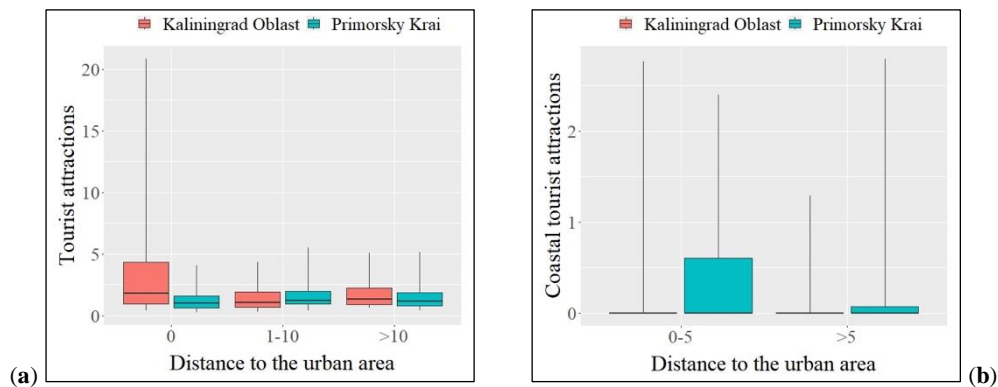 Kaliningrad Oblast Primorsky Krai
Tourist attractions
20
15
10
5
0
0 1-10 >10
Distance to the urban area
(a)
Kaliningrad Oblast Primorsky Krai
Coastal tourist attractions
2
1
0
0-5 >5
Distance to the urban area
(b)